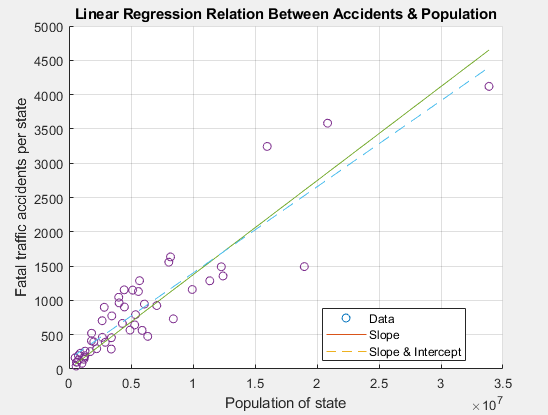 Linear Regression Relation Between Accidents & Population
5000
4500
4000
3500
3000
2500
2000
1500
1000
500
0
Fatal traffic accidents per state
0 0.5 1 1.5 2 2.5 3 3.5
×10^7
Population of state
Data
Slope
Slope & Intercept